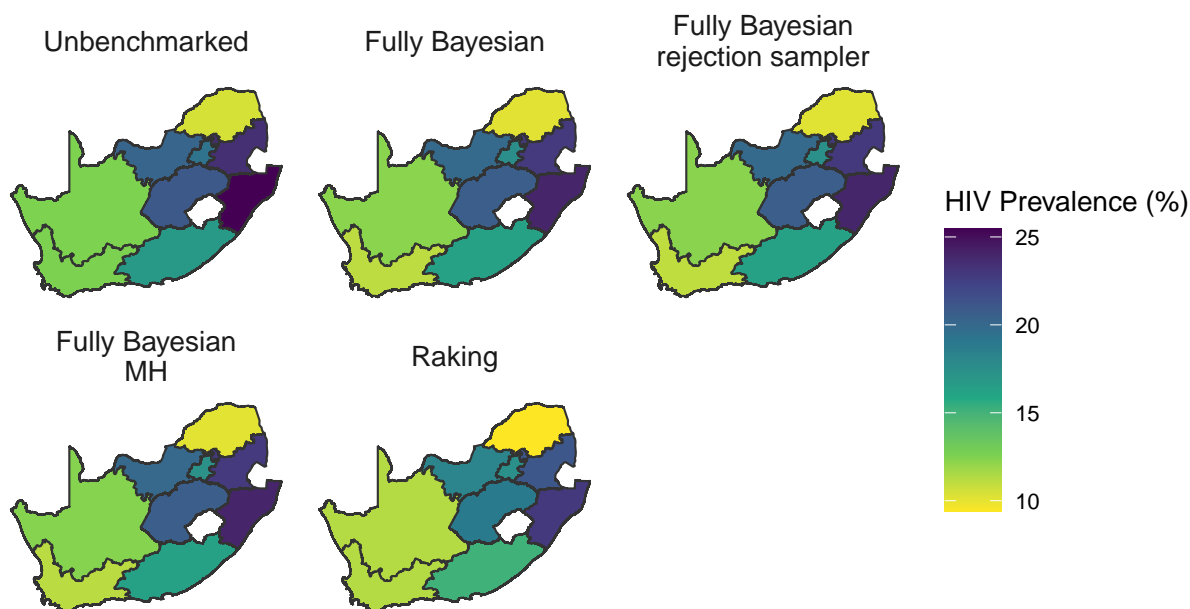 Unbenchmarked
Fully Bayesian
Fully Bayesian
rejection sampler
HIV Prevalence (%)
25
20
15
10
Fully Bayesian
MH
Raking